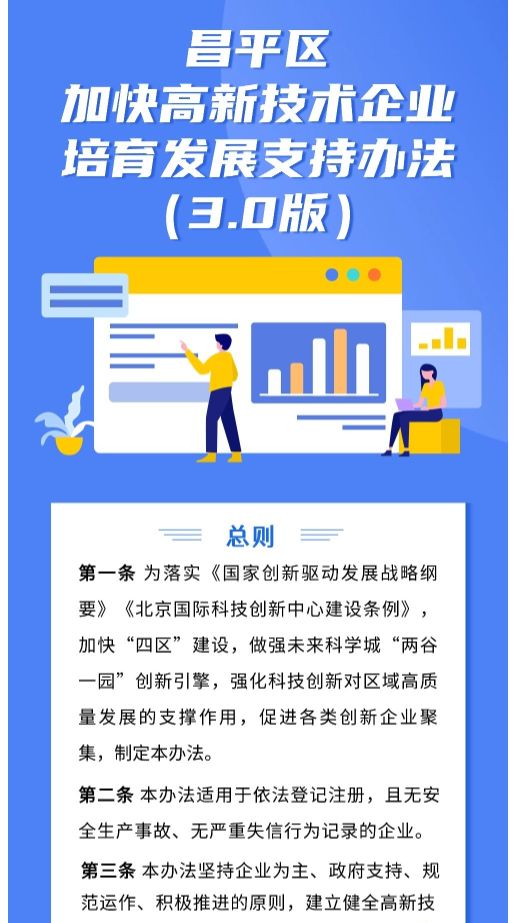 昌平区
加快高新技术企业
培育发展支持办法
（3.0版）
总则
第一条 为落实《国家创新驱动发展战略纲
要》《北京国际科技创新中心建设条例》，
加快“四区”建设，做强未来科学城“两谷
一园”创新引擎，强化科技创新对区域高质
量发展的支撑作用，促进各类创新企业聚
集，制定本办法。
第二条 本办法适用于依法登记注册，且无安
全生产事故、无严重失信行为记录的企业。
第三条 本办法坚持企业为主、政府支持、规
范运作、积极推进的原则，建立健全高新技